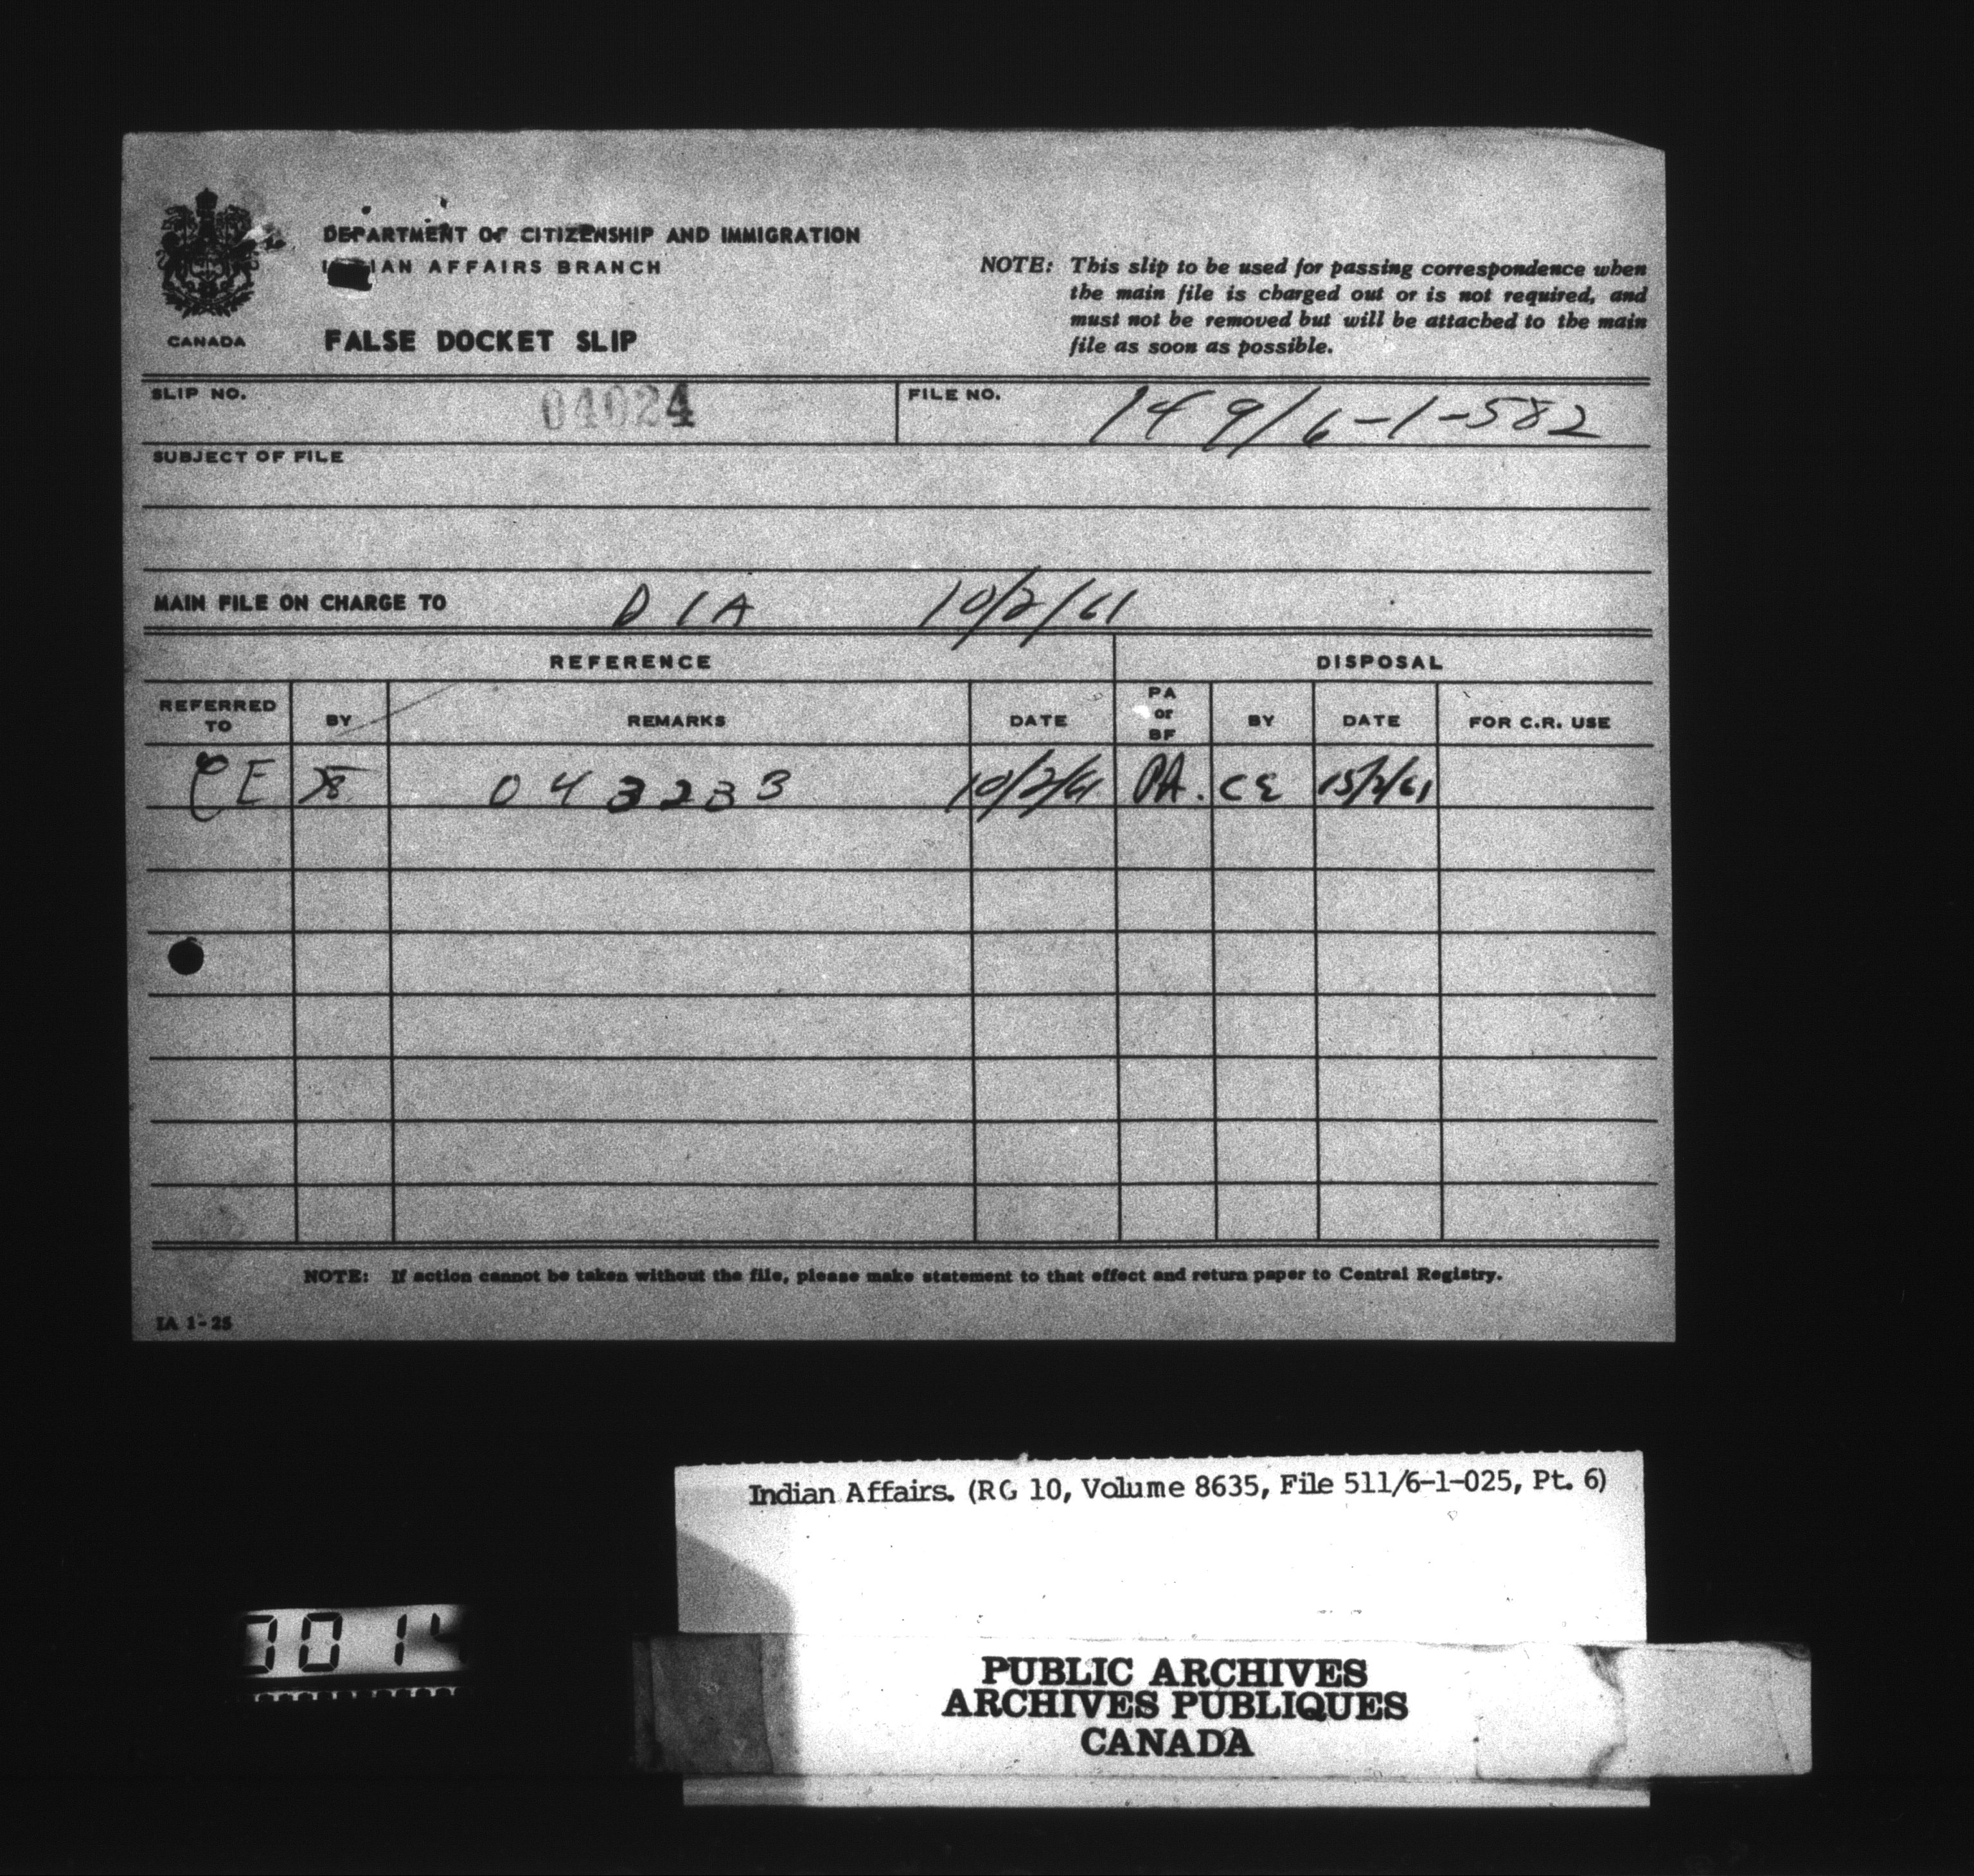 DEPARTMENT OF CITIZENSHIP AND IMMIGRATION
IAN AFFAIRS BRANCH
CANADA
FALSE DOCKET SLIP
NOTE: This slip to be used for passing correspondence when
the main file is charged out or is not required, and
must not be removed but will be attached to the main
file as soon as possible.
SLIP NO. 04024 FILE NO. 149/6-1-582
SUBJECT OF FILE
MAIN FILE ON CHARGE TO DIA 10/2/61
REFERENCE DISPOSAL
REFERRED TO BY REMARKS DATE PA or BF BY DATE FOR C.R. USE
CE 043233 10/2/61 PA. CE 15/2/61
NOTE: If action cannot be taken without the file, please make statement to that effect and return paper to Central Registry.
IA 1-25
Indian Affairs. (RG 10, Volume 8635, File 511/6-1-025, Pt. 6)
PUBLIC ARCHIVES
ARCHIVES PUBLIQUES
CANADA